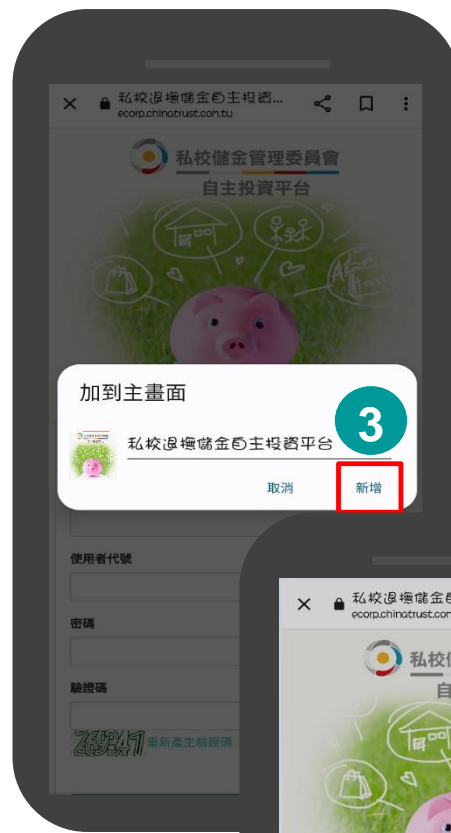 私校退撫儲金自主投資...
ecorp.chinatrust.com.tw
私校儲金管理委員會
自主投資平台
加到主畫面
3
私校退撫儲金自主投資平台
取消
新增
使用者代號
密碼
驗證碼
269347
重新產生驗證碼
私校退撫儲金自
ecorp.chinatrust.com
私校儲
自